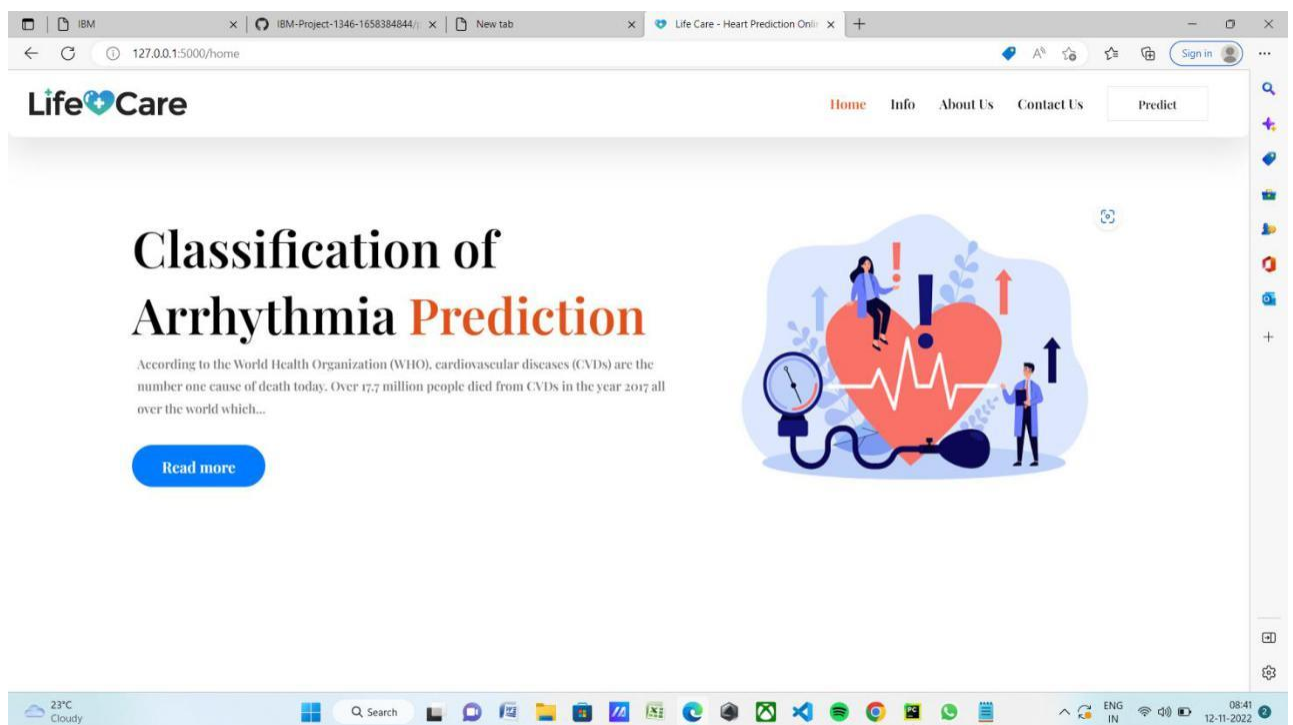 IBM
IBM-Project-1346-1658384844/
New tab
Life Care - Heart Prediction Onli
127.0.0.1:5000/home
Sign in
Life Care
Home
Info
About Us
Contact Us
Predict
Classification of
Arrhythmia Prediction
According to the World Health Organization (WHO), cardiovascular diseases (CVDs) are the
number one cause of death today. Over 17.7 million people died from CVDs in the year 2017 all
over the world which...
Read more
23°C
Cloudy
Search
ENG
IN
08:41
12-11-2022
2